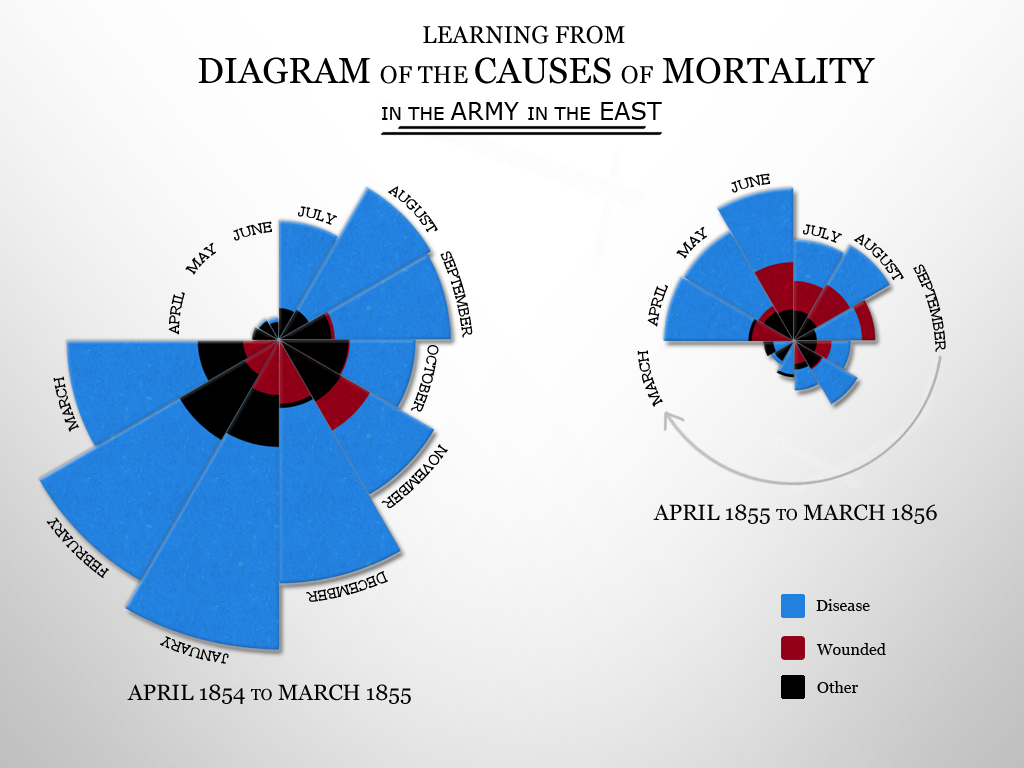 LEARNING FROM
DIAGRAM OF THE CAUSES OF MORTALITY
IN THE ARMY IN THE EAST
APRIL
MAY
JUNE
JULY
AUGUST
SEPTEMBER
OCTOBER
NOVEMBER
DECEMBER
JANUARY
FEBRUARY
MARCH
APRIL 1854 TO MARCH 1855
APRIL
MAY
JUNE
JULY
AUGUST
SEPTEMBER
MARCH
APRIL 1855 TO MARCH 1856
Disease
Wounded
Other